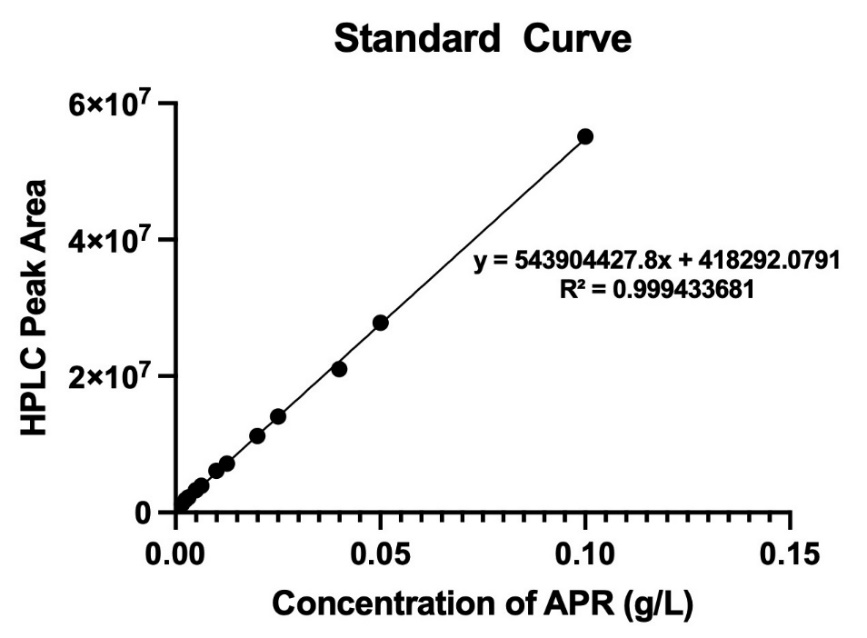 Standard Curve
6×10⁷
4×10⁷
2×10⁷
0
HPLC Peak Area
y = 543904427.8x + 418292.0791
R² = 0.999433681
0.00 0.05 0.10 0.15
Concentration of APR (g/L)